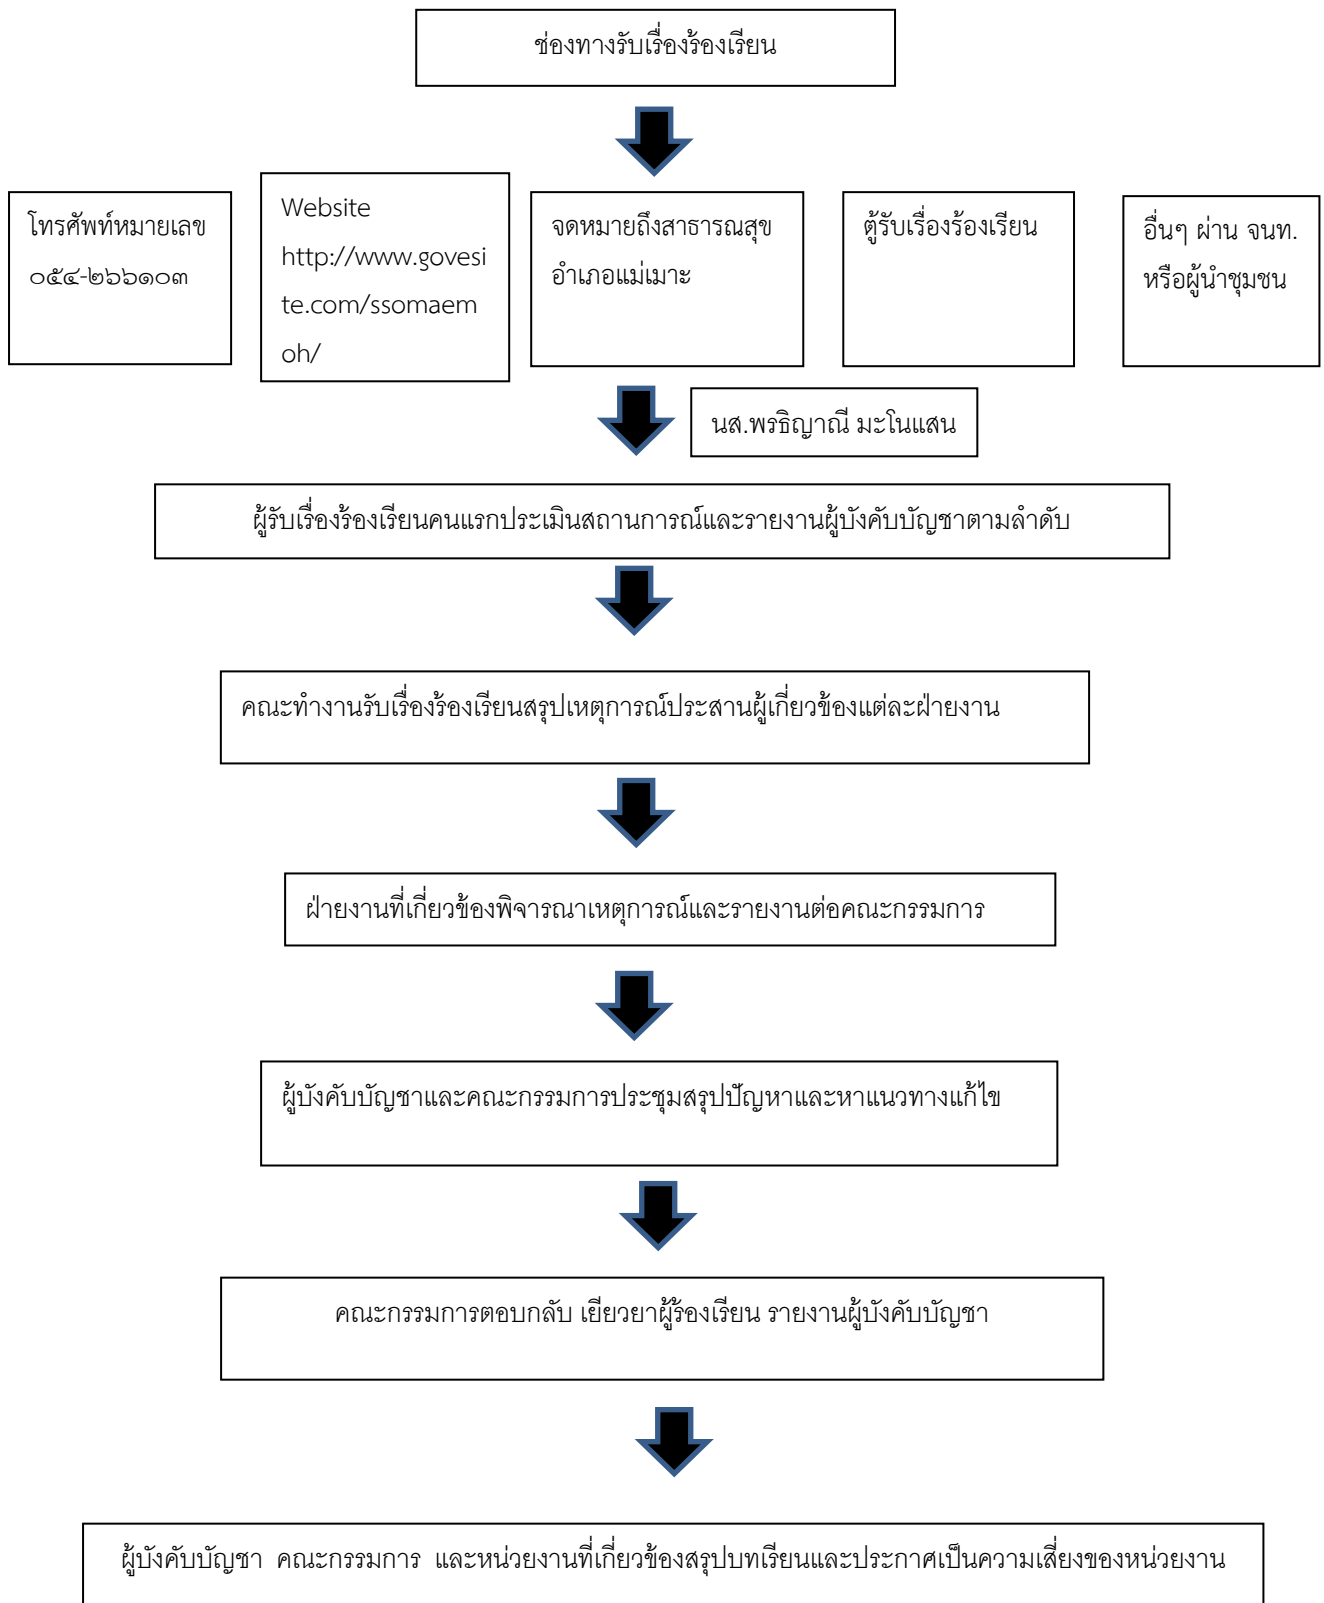 ช่องทางรับเรื่องร้องเรียน
โทรศัพท์หมายเลข
๐๕๔-๒๖๖๑๐๓
Website
http://www.govesi
te.com/ssomaem
oh/
จดหมายถึงสาธารณสุข
อำเภอแม่เมาะ
ตู้รับเรื่องร้องเรียน
อื่นๆ ผ่าน จนท.
หรือผู้นำชุมชน
นส.พรธิญาณี มะโนแสน
ผู้รับเรื่องร้องเรียนคนแรกประเมินสถานการณ์และรายงานผู้บังคับบัญชาตามลำดับ
คณะทำงานรับเรื่องร้องเรียนสรุปเหตุการณ์ประสานผู้เกี่ยวข้องแต่ละฝ่ายงาน
ฝ่ายงานที่เกี่ยวข้องพิจารณาเหตุการณ์และรายงานต่อคณะกรรมการ
ผู้บังคับบัญชาและคณะกรรมการประชุมสรุปปัญหาและหาแนวทางแก้ไข
คณะกรรมการตอบกลับ เยียวยาผู้ร้องเรียน รายงานผู้บังคับบัญชา
ผู้บังคับบัญชา คณะกรรมการ และหน่วยงานที่เกี่ยวข้องสรุปบทเรียนและประกาศเป็นความเสี่ยงของหน่วยงาน